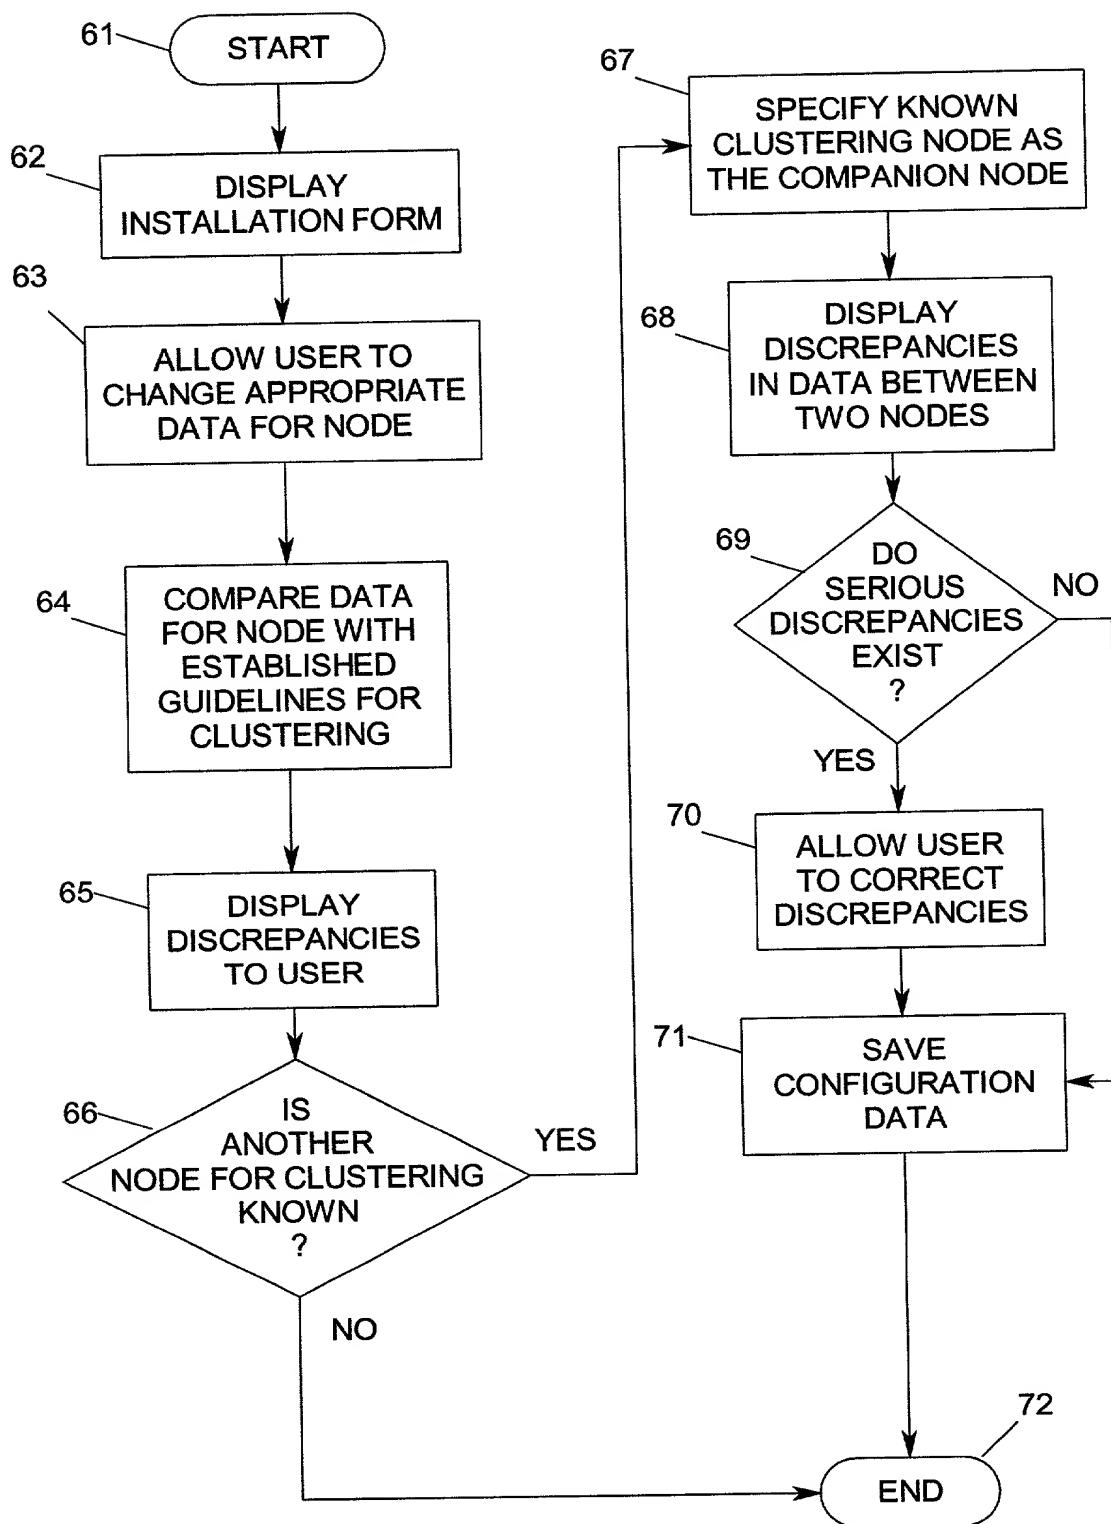 61
START
62
DISPLAY
INSTALLATION FORM
63
ALLOW USER TO
CHANGE APPROPRIATE
DATA FOR NODE
64
COMPARE DATA
FOR NODE WITH
ESTABLISHED
GUIDELINES FOR
CLUSTERING
65
DISPLAY
DISCREPANCIES
TO USER
66
IS
ANOTHER
NODE FOR CLUSTERING
KNOWN
?
YES
NO
67
SPECIFY KNOWN
CLUSTERING NODE AS
THE COMPANION NODE
68
DISPLAY
DISCREPANCIES
IN DATA BETWEEN
TWO NODES
69
DO
SERIOUS
DISCREPANCIES
EXIST
?
NO
YES
70
ALLOW USER
TO CORRECT
DISCREPANCIES
71
SAVE
CONFIGURATION
DATA
72
END